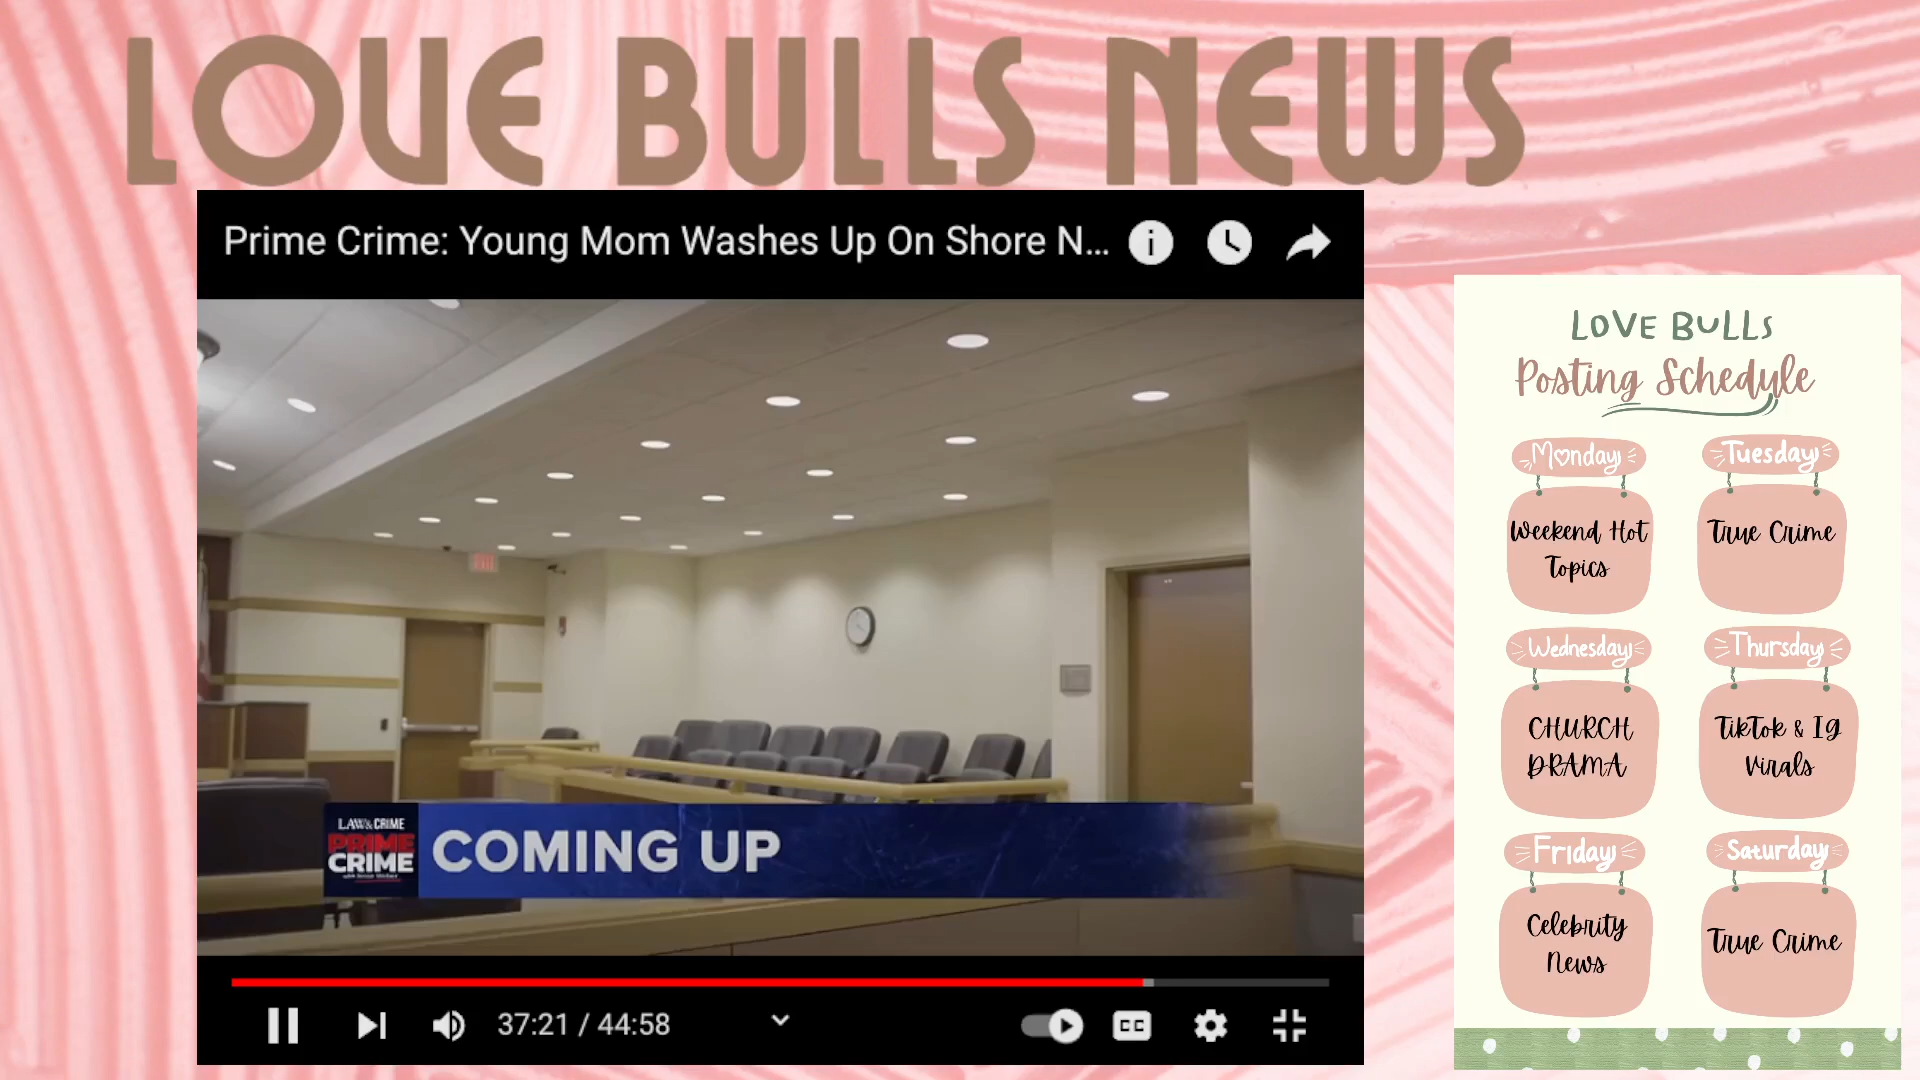 LOVE BULLS NEWS
Prime Crime: Young Mom Washes Up On Shore N...
LAW&CRIME
PRIME
CRIME
COMING UP
37:21 / 44:58
CC
LOVE BULLS
Posting Schedule
Monday
Weekend Hot
Topics
Tuesday
True Crime
Wednesday
CHURCH
DRAMA
Thursday
TikTok & IG
Virals
Friday
Celebrity
News
Saturday
True Crime